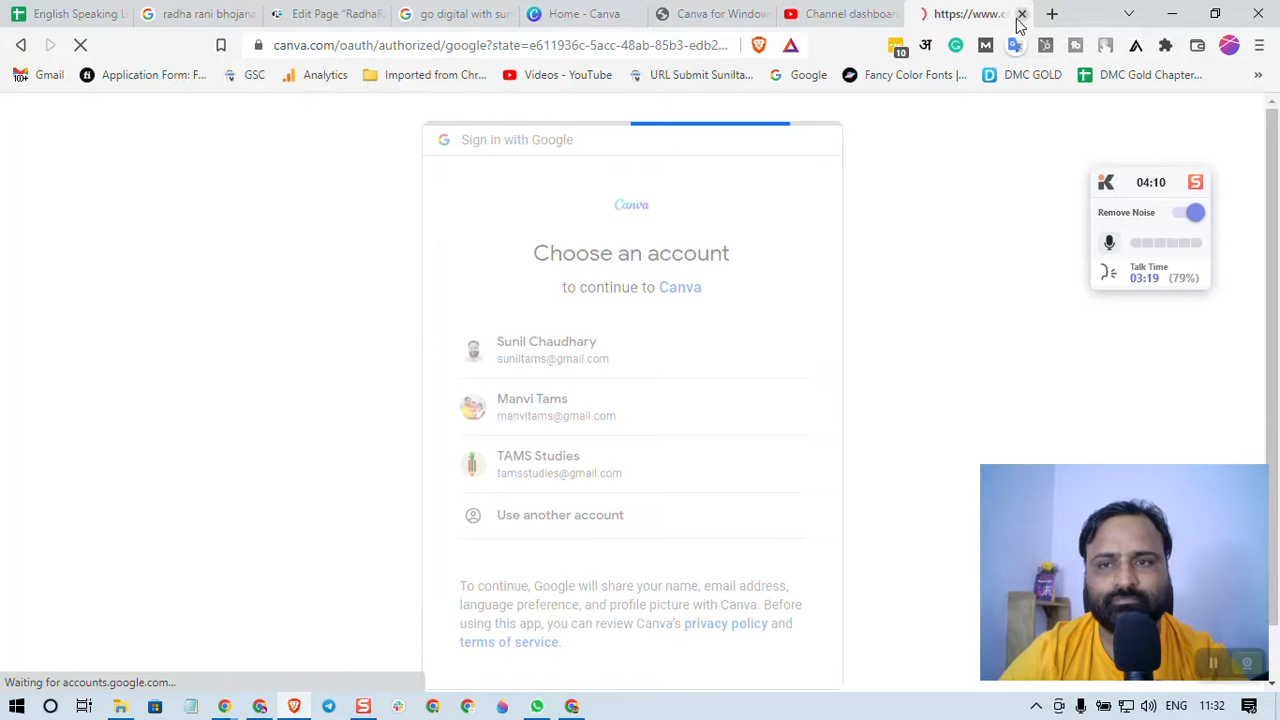 English Speaking
radha rani bhojana
Edit Page "RadhaR
go digital with sun
Home - Canva
Canva for Window
Channel dashboar
https://www.c
canva.com/oauth/authorized/google?state=e611936c-5acc-48ab-85b3-edb2...
10
अ
Gmail
Application Form: F...
GSC
Analytics
Imported from Chr...
Videos - YouTube
URL Submit Sunilta...
Google
Fancy Color Fonts |...
DMC GOLD
DMC Gold Chapter...
»
Sign in with Google
Canva
Choose an account
to continue to Canva
Sunil Chaudhary
suniltams@gmail.com
Manvi Tams
manvitams@gmail.com
TAMS Studies
tamsstudies@gmail.com
Use another account
To continue, Google will share your name, email address,
language preference, and profile picture with Canva. Before
using this app, you can review Canva's privacy policy and
terms of service.
04:10
Remove Noise
Talk Time
03:19 (79%)
Waiting for accounts.google.com...
ENG
11:32